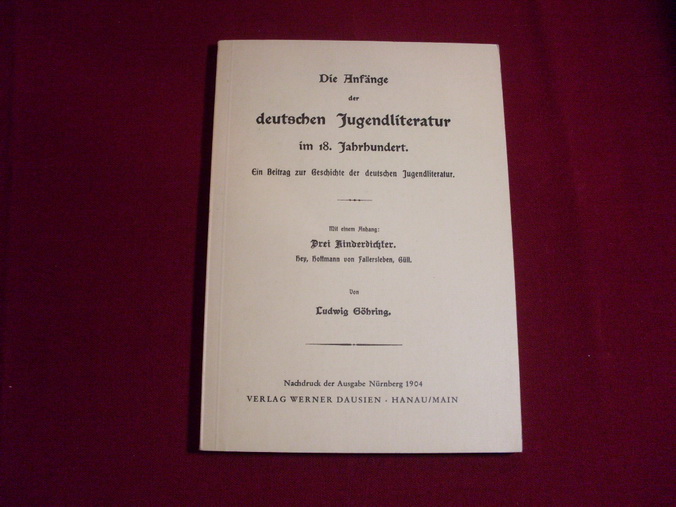 Die Anfänge
der
deutschen Jugendliteratur
im 18. Jahrhundert.
Ein Beitrag zur Geschichte der deutschen Jugendliteratur.
Mit einem Anhang:
Drei Kinderdichter.
Hey, Hoffmann von Fallersleben, Güll.
Von
Ludwig Göhring.
Nachdruck der Ausgabe Nürnberg 1904
VERLAG WERNER DAUSIEN · HANAU/MAIN